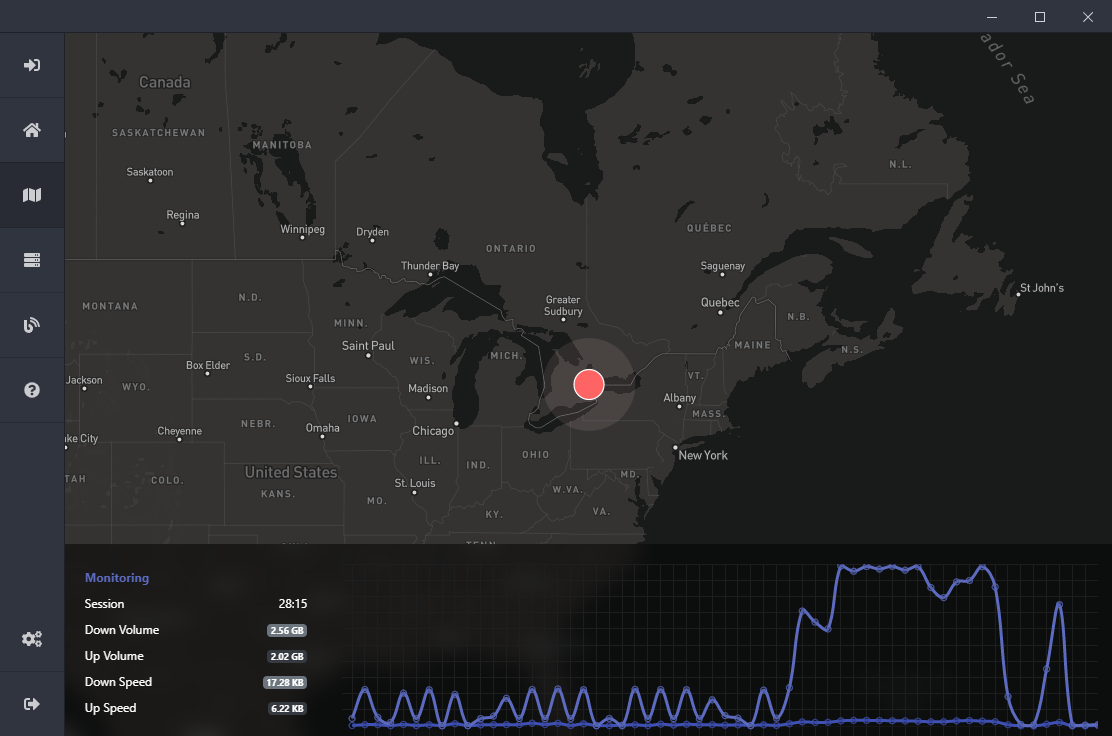 ador Sea
Canada
SASKATCHEWAN
MANITOBA
N.L.
Saskatoon
Regina
Winnipeg
Dryden
QUÉBEC
ONTARIO
Thunder Bay
Saguenay
St John's
N.D.
MONTANA
Greater
Sudbury
Quebec
N.B.
MINN.
Saint Paul
MAINE
N.S.
S.D.
WIS.
MICH.
Box Elder
Jackson
WYO.
Sioux Falls
Madison
VT.
Albany
MASS.
NEBR.
IOWA
Cheyenne
Omaha
Chicago
ke City
OHIO
New York
ILL.
IND.
United States
TAH
COLO.
KANS.
St. Louis
MO.
MD.
W.VA.
KY.
VA.
TENN
Monitoring
Session 28:15
Down Volume 2.56 GB
Up Volume 2.02 GB
Down Speed 17.28 KB
Up Speed 6.22 KB